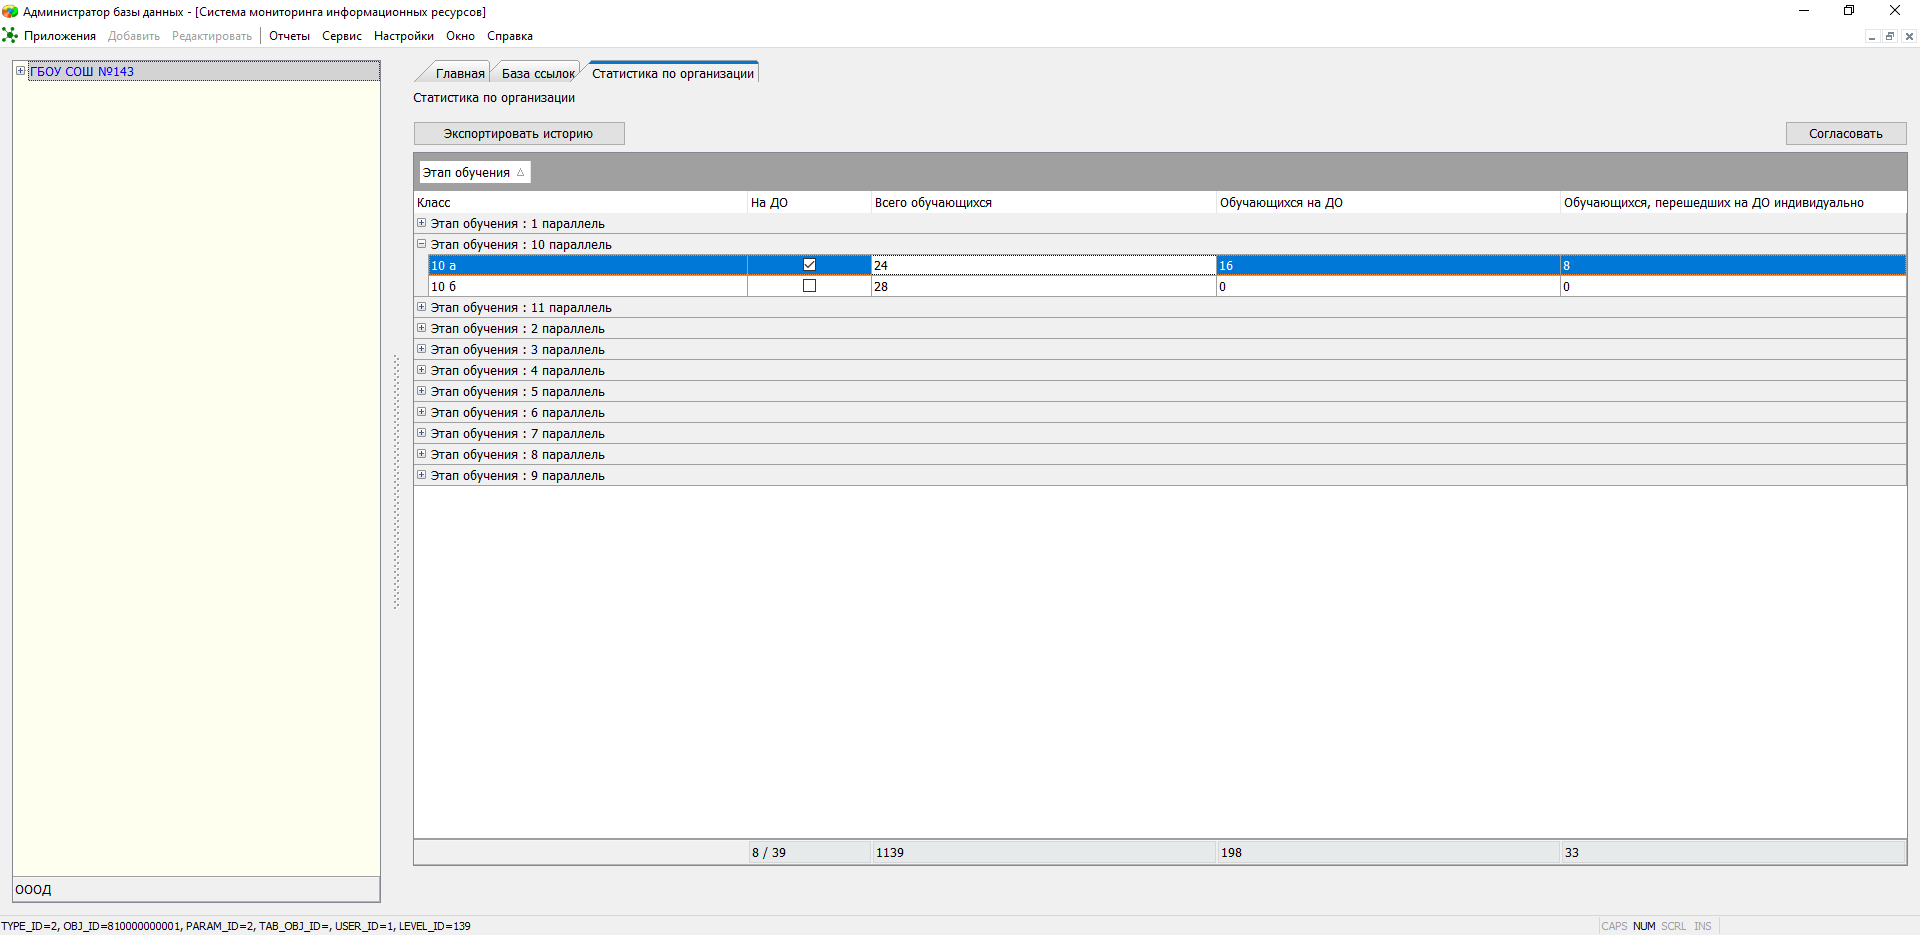 Администратор базы данных - [Система мониторинга информационных ресурсов]
Приложения Добавить Редактировать Отчеты Сервис Настройки Окно Справка
ГБОУ СОШ №143
ОООД
Главная База ссылок Статистика по организации
Статистика по организации
Экспортировать историю Согласовать
Этап обучения
Класс На ДО Всего обучающихся Обучающихся на ДО Обучающихся, перешедших на ДО индивидуально
Этап обучения : 1 параллель
Этап обучения : 10 параллель
10 а 24 16 8
10 б 28 0 0
Этап обучения : 11 параллель
Этап обучения : 2 параллель
Этап обучения : 3 параллель
Этап обучения : 4 параллель
Этап обучения : 5 параллель
Этап обучения : 6 параллель
Этап обучения : 7 параллель
Этап обучения : 8 параллель
Этап обучения : 9 параллель
8 / 39 1139 198 33
TYPE_ID=2, OBJ_ID=810000000001, PARAM_ID=2, TAB_OBJ_ID=, USER_ID=1, LEVEL_ID=139 CAPS NUM SCRL INS